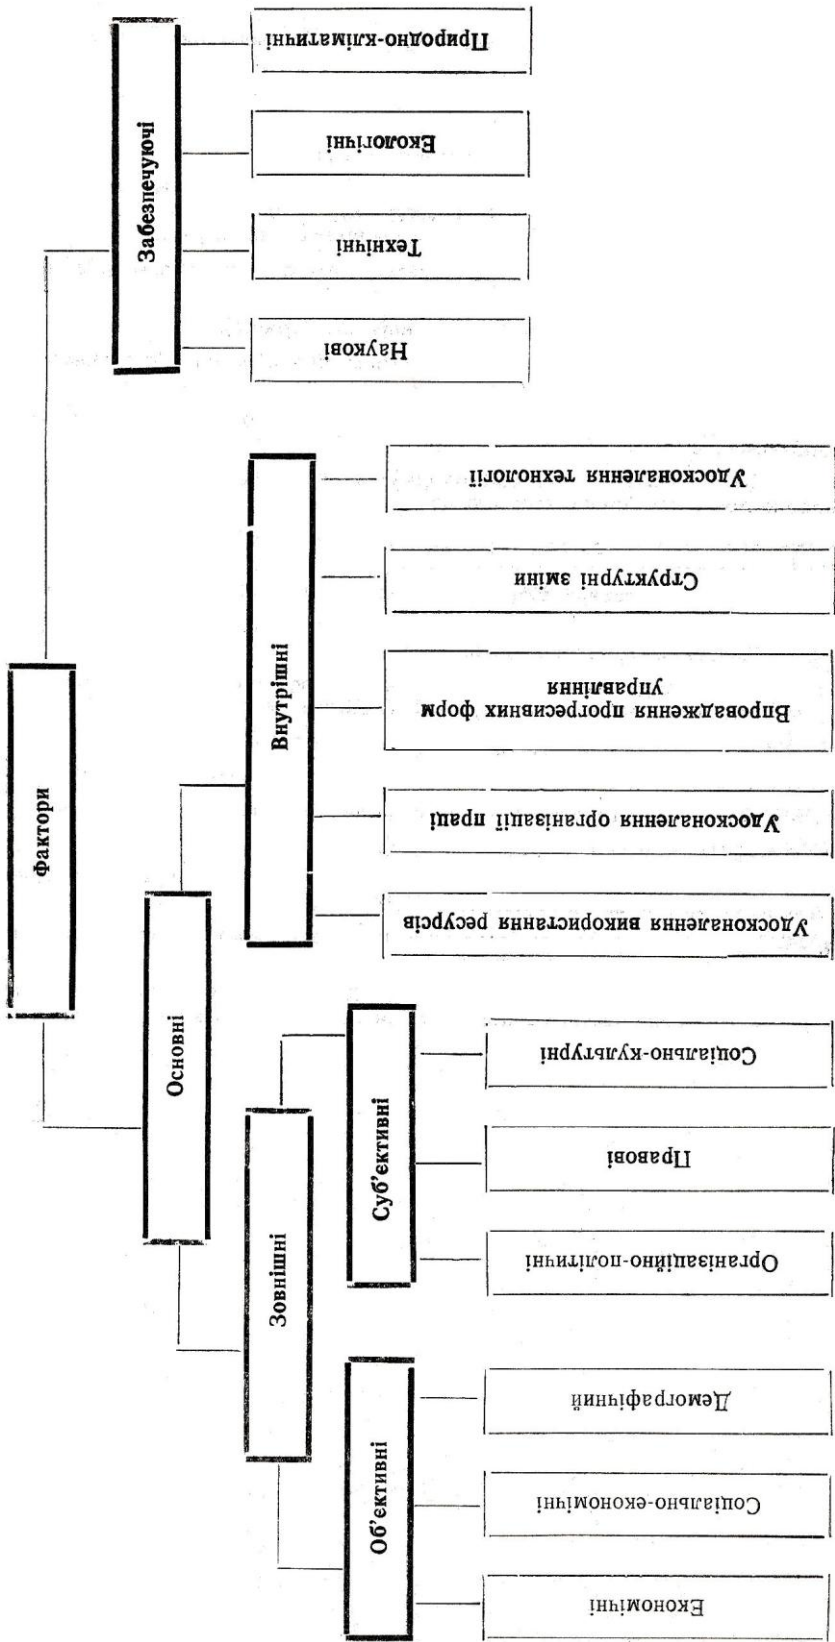 Фактори
Основні
Забезпечуючі
Зовнішні
Внутрішні
Об'єктивні
Суб'єктивні
Економічні
Соціально-економічні
Демографічний
Організаційно-політичні
Правові
Соціально-культурні
Удосконалення використання ресурсів
Удосконалення організації праці
Впровадження прогресивних форм
управління
Структурні зміни
Удосконалення технології
Наукові
Технічні
Екологічні
Природно-кліматичні